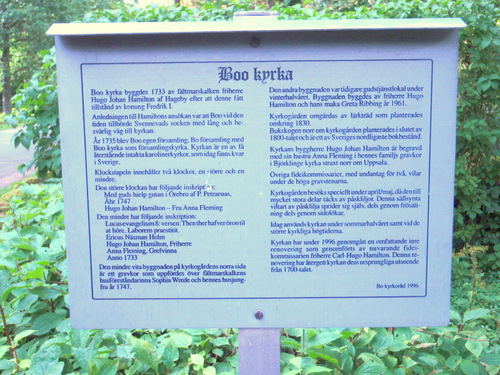 Boo kyrka
Boo kyrka byggdes 1733 av fältmarskalken friherre
Hugo Johan Hamilton af Hageby efter att denne fått
tillstånd av konung Fredrik I.
Anledningen till Hamiltons ansökan var att Boo vid den
tiden tillhörde Svennevads socken med lång och be-
svärlig väg till kyrkan.
År 1735 blev Boo egen församling, Bo församling med
Boo kyrka som församlingskyrka. Kyrkan är en av få
återstående intakta karolinerkyrkor, som idag finns kvar
i Sverige.
Klockstapeln innehåller två klockor, en större och en
mindre.
Den större klockan har följande inskription:
Med guds hielp gutan i Örebro af P. Petraeus,
Åhr 1747
Hugo Johan Hamilton – Fru Anna Fleming
Den mindre har följande inskription:
Lucas evangelium 8: versen: Then thor hafver öron til
at höre. Laborem praestitit.
Ericus Näsman Holm
Hugo Johan Hamilton, Friherre
Anna Fleming, Grefvinna
Anno 1733
Den mindre vita byggnaden på kyrkogårdens norra sida
är ett gravkor som uppfördes över fältmarskalkens
husföreståndarinna Sophia Wrede och hennes husjung-
fru år 1747.
Den andra byggnaden var tidigare gudstjänstlokal under
vinterhalvåret. Byggnaden byggdes av friherre Hugo
Hamilton och hans maka Greta Ribbing år 1961.
Kyrkogården omgärdas av lärkträd som planterades
omkring 1830.
Bokskogen norr om kyrkogården planterades i slutet av
1800-talet och är ett av Sveriges nordligaste bokbestånd.
Kyrkans byggherre Hugo Johan Hamilton är begravd
med sin hustru Anna Fleming i hennes familjs gravkor
i Björklinge kyrka strax norr om Uppsala.
Övriga fideikommissarier, med undantag för två, vilar
under de höga gravstenarna.
Kyrkogården besöks speciellt under april/maj, då den till
mycket stora delar täcks av påskliljor. Denna sällsynta
viltart av påsklilja sprider sig själv, dels genom frösätt-
ning dels genom sidolökar.
Idag används kyrkan under sommarhalvåret samt vid de
större kyrkliga högtiderna.
Kyrkan har under 1996 genomgått en omfattande inre
renovering som genomförts av nuvarande fidei-
kommissarien friherre Carl-Hugo Hamilton. Denna re-
novering har återgett kyrkan dess ursprungliga utseende
från 1700-talet.
Bo kyrkoråd 1996